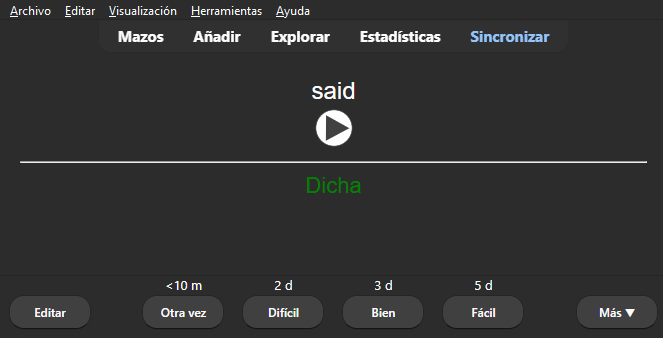 Archivo Editar Visualización Herramientas Ayuda
Mazos Añadir Explorar Estadísticas Sincronizar
said
Dicha
<10 m 2 d 3 d 5 d
Editar Otra vez Difícil Bien Fácil Más ▼